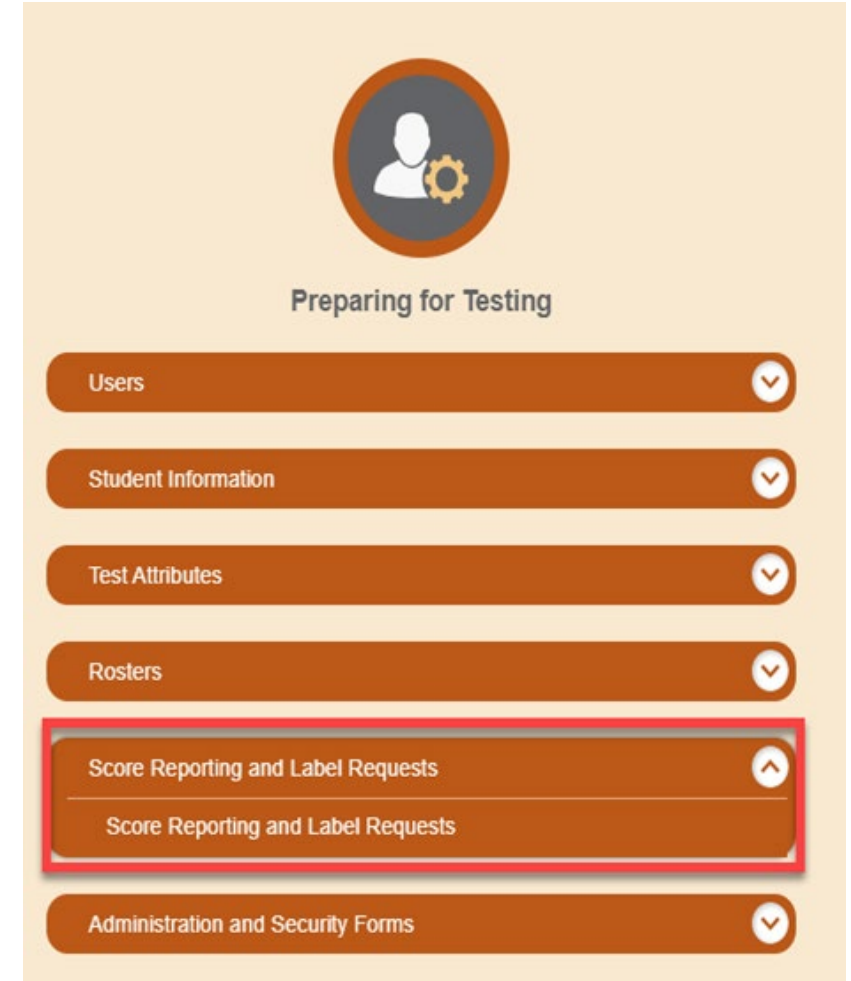 Preparing for Testing
Users
Student Information
Test Attributes
Rosters
Score Reporting and Label Requests
Score Reporting and Label Requests
Administration and Security Forms